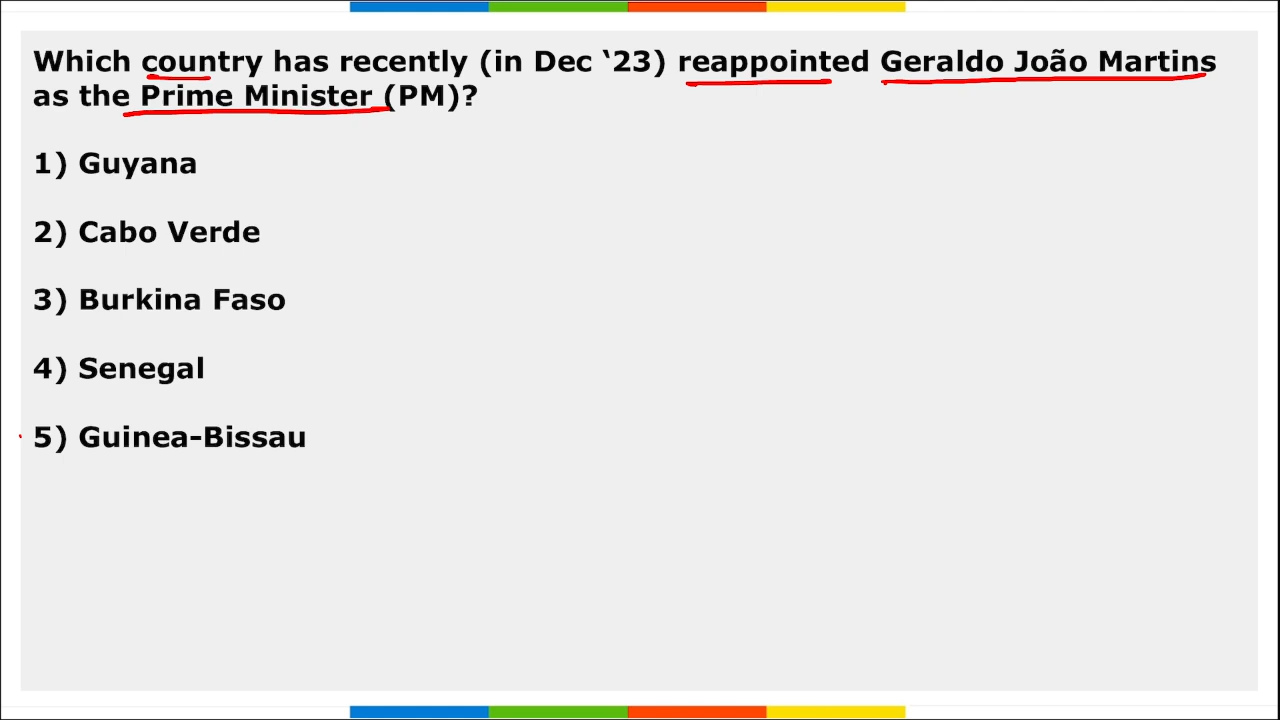 Which country has recently (in Dec ‘23) reappointed Geraldo João Martins
as the Prime Minister (PM)?
1) Guyana
2) Cabo Verde
3) Burkina Faso
4) Senegal
5) Guinea-Bissau